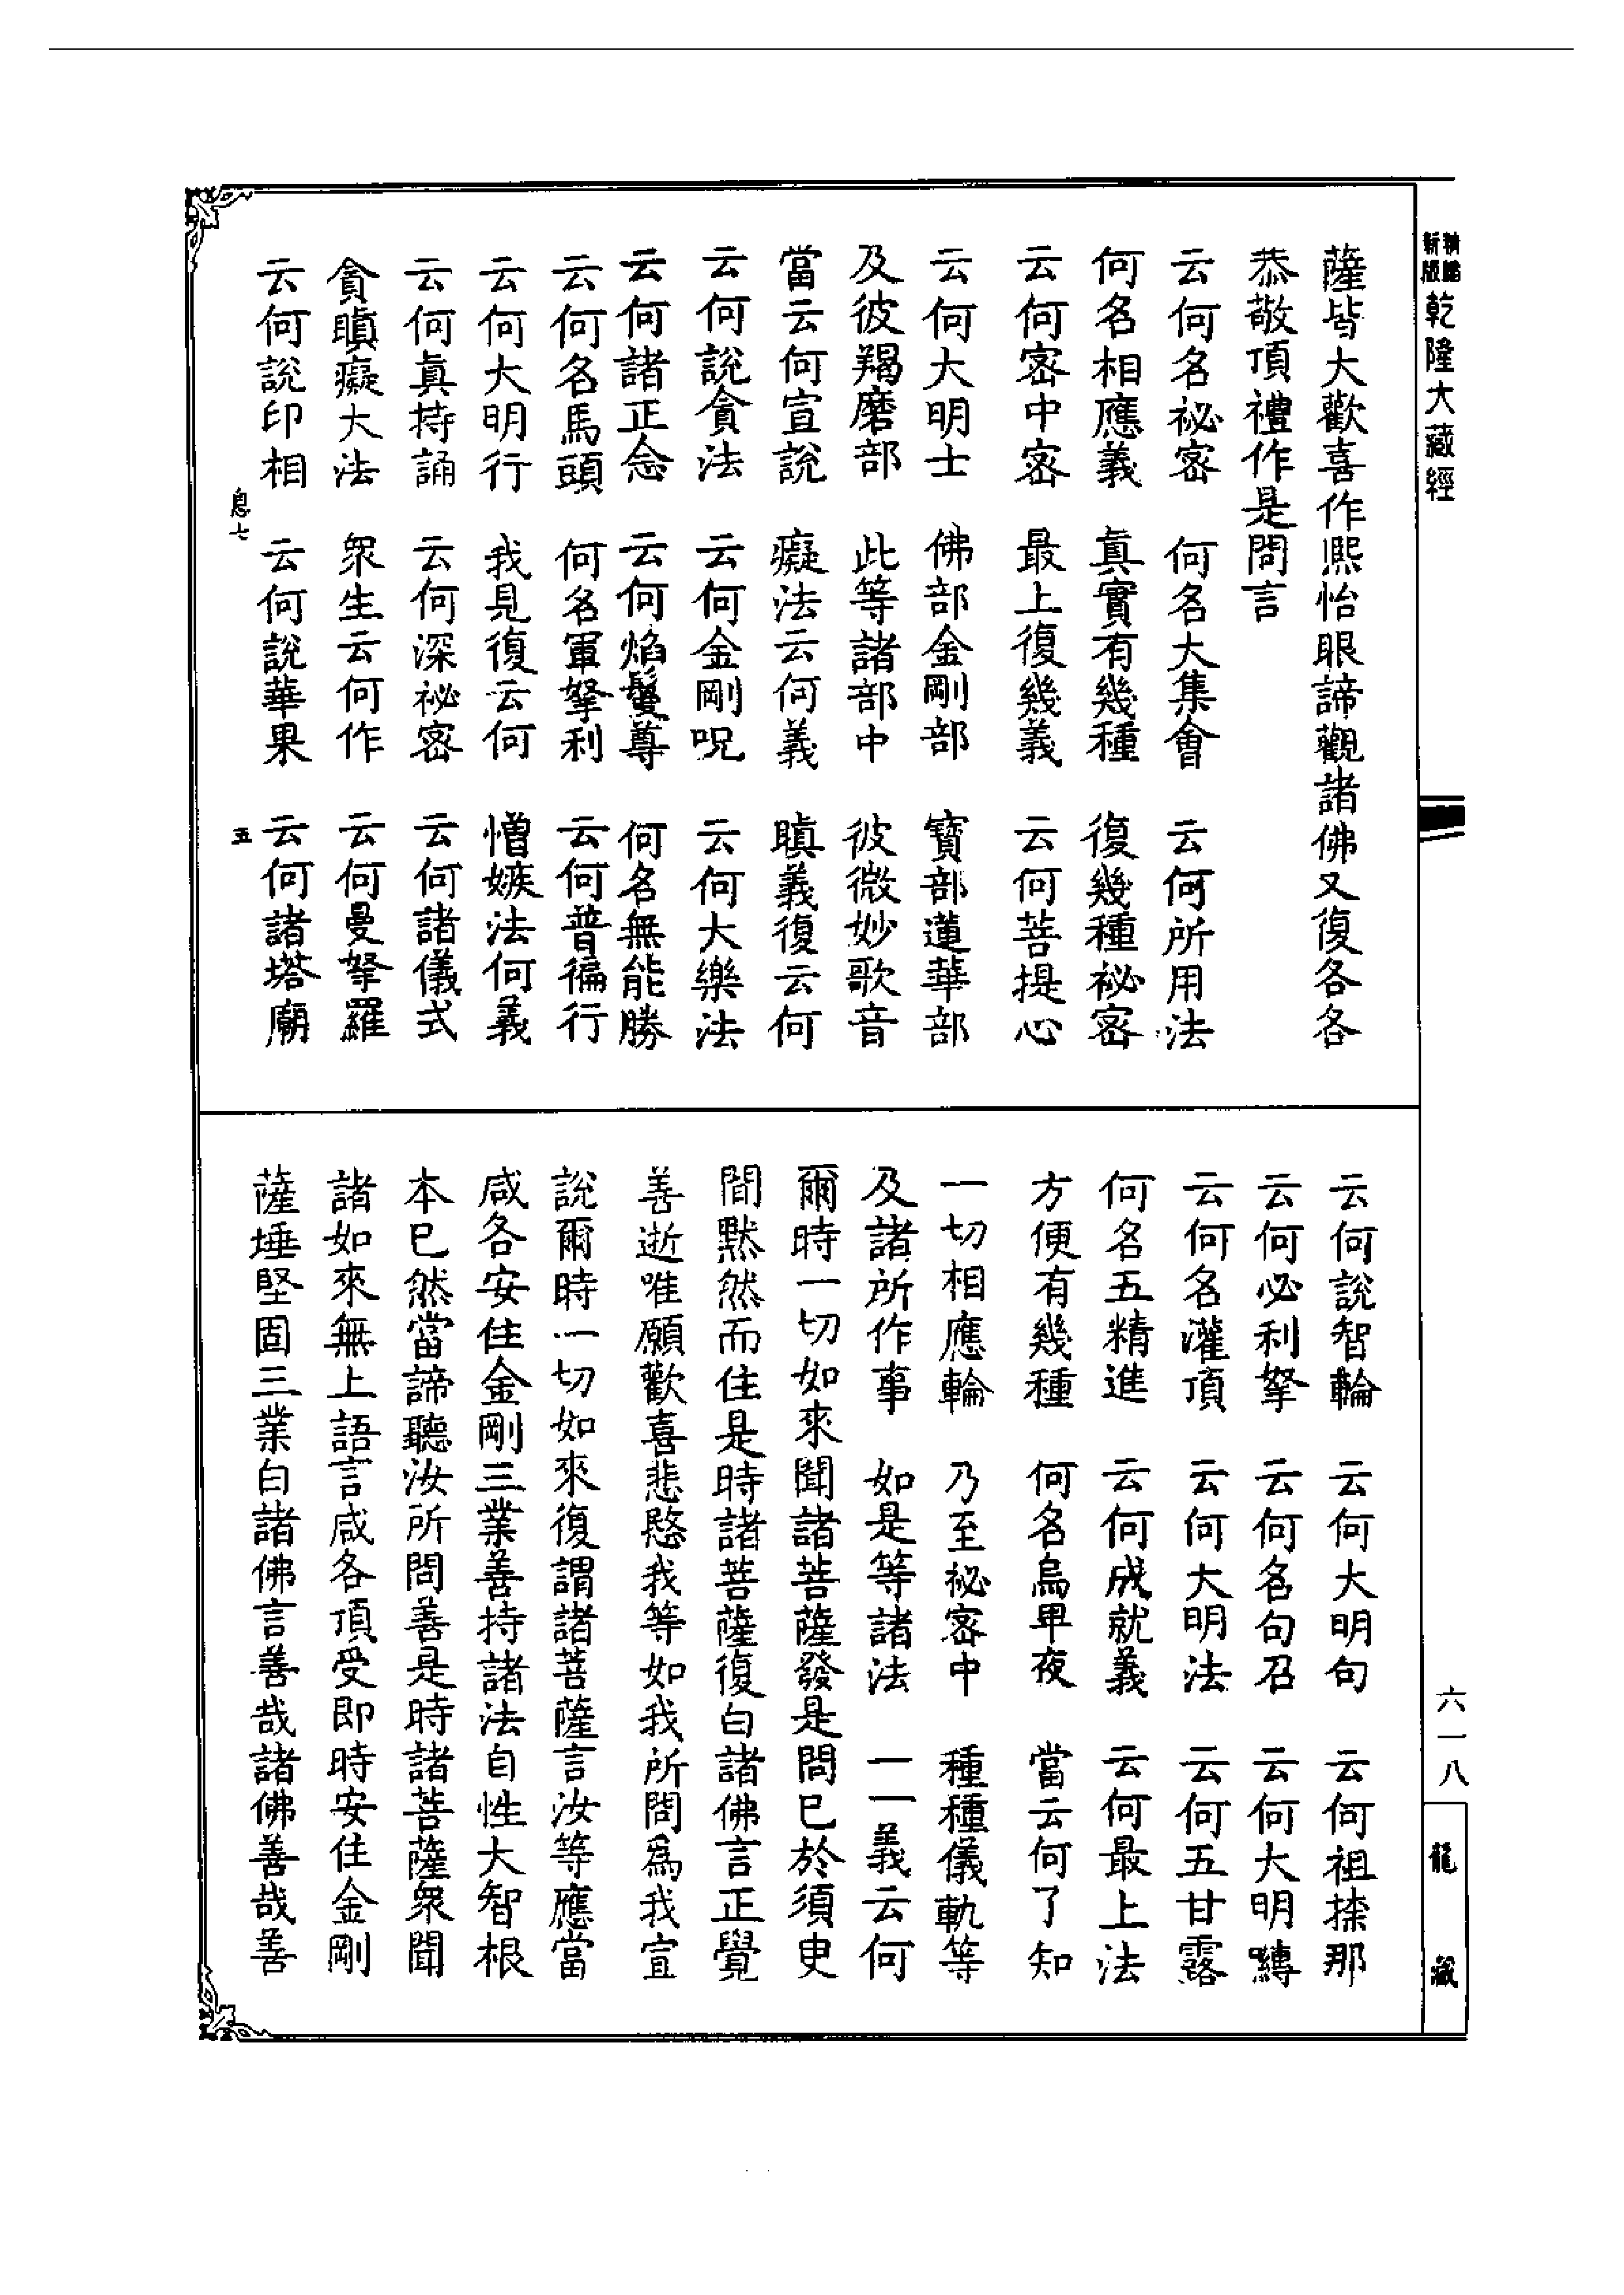 精縮
新版
乾隆大藏經
薩皆大歡喜作熈怡眼諦觀諸佛又復各各
恭敬頂禮作是問言
云何名祕密　何名大集會　云何所用法
何名相應義　真實有幾種　復幾種祕密
云何密中密　最上復幾義　云何菩提心
云何大明士　佛部金剛部　寶部蓮華部
及彼羯磨部　此等諸部中　彼微妙歌音
當云何宣説　癡法云何義　瞋義復云何
云何説貪法　云何金剛呪　云何大樂法
云何諸正念　云何焰鬘尊　何名無能勝
云何名馬頭　何名軍拏利　云何普徧行
云何大明行　我見復云何　憎嫉法何義
云何真持誦　云何深祕密　云何諸儀式
貪瞋癡大法　眾生云何作　云何曼拏羅
云何説印相　云何說華果　云何諸塔廟
息七
五
云何説智輪　云何大明句　云何祖捺那
云何必利拏　云何名句召　云何大明囀
云何名灌頂　云何大明法　云何五甘露
何名五精進　云何成就義　云何最上法
方便有幾種　何名烏卑夜　當云何了知
一切相應輪　乃至祕密中　種種儀軌等
及諸所作事　如是等諸法　一一義云何
爾時一切如來聞諸菩薩發是問已於須臾
間默然而住是時諸菩薩復白諸佛言正覺
善逝唯願歡喜悲愍我等如我所問為我宣
説爾時一切如來復謂諸菩薩言汝等應當
咸各安住金剛三業善持諸法自性大智根
本已然當諦聽汝所問善是時諸菩薩眾聞
諸如來無上語言咸各頂受即時安住金剛
薩埵堅固三業白諸佛言善哉諸佛善哉善
六一八
龍藏